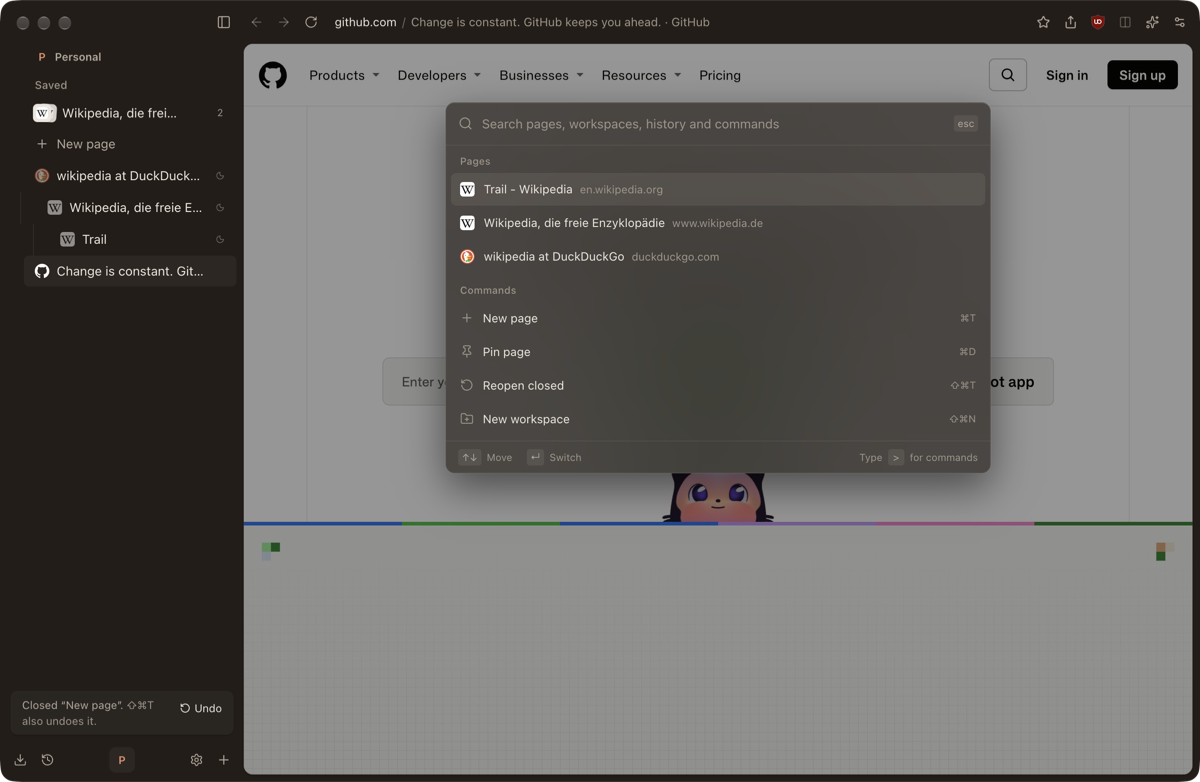 github.com / Change is constant. GitHub keeps you ahead. · GitHub
P Personal
Saved
Wikipedia, die frei... 2
New page
wikipedia at DuckDuck...
Wikipedia, die freie E...
Trail
Change is constant. Git...
Closed “New page”. ⇧⌘T
also undoes it.
Undo
P
Products
Developers
Businesses
Resources
Pricing
Sign in
Sign up
Search pages, workspaces, history and commands
esc
Pages
W Trail – Wikipedia en.wikipedia.org
W Wikipedia, die freie Enzyklopädie www.wikipedia.de
wikipedia at DuckDuckGo duckduckgo.com
Commands
New page ⌘T
Pin page ⌘D
Reopen closed ⇧⌘T
New workspace ⇧⌘N
↑↓ Move ↵ Switch
Type > for commands
Enter y
ot app